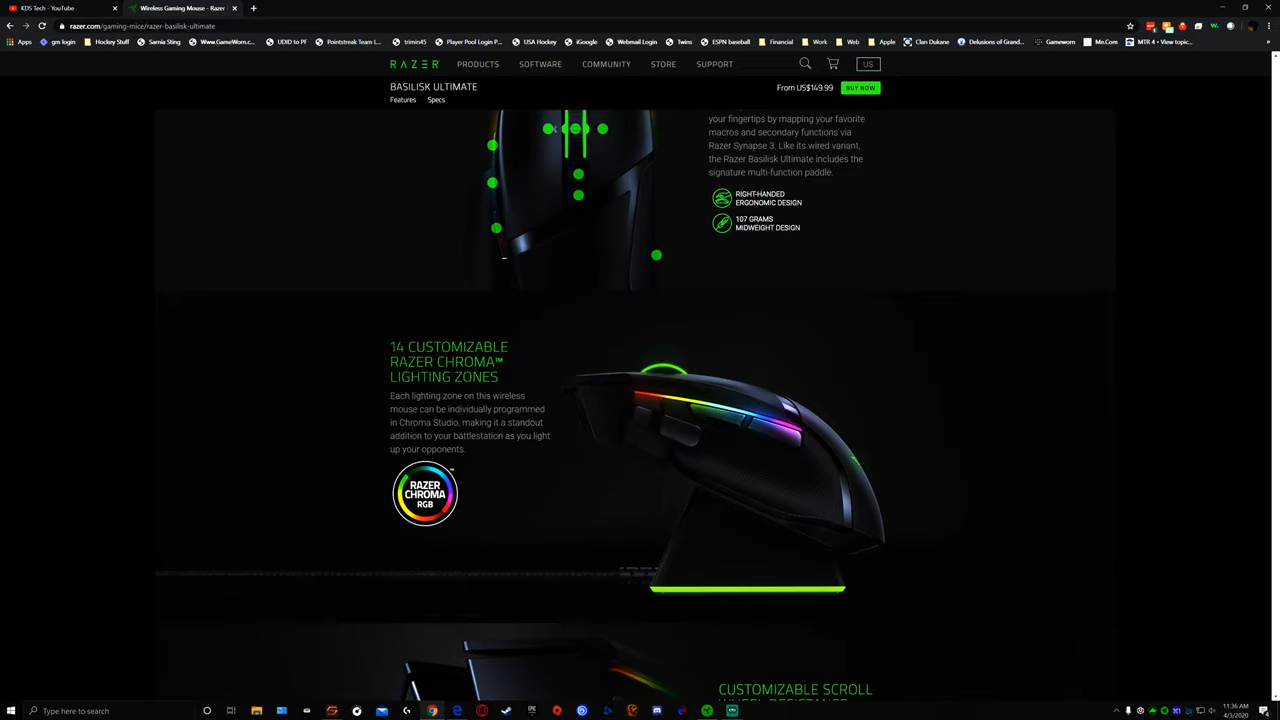 KDS Tech - YouTube
Wireless Gaming Mouse - Razer
razer.com/gaming-mice/razer-basilisk-ultimate
Apps
gm login
Hockey Stuff
Sarnia Sting
Www.GameWorn.c...
UDID to PF
Pointstreak Team L...
trimin45
Player Pool Login P...
USA Hockey
iGoogle
Webmail Login
Twins
ESPN baseball
Financial
Work
Web
Apple
Clan Dukane
Delusions of Grand...
Gameworn
Me.Com
MTR 4 • View topic...
RAZER
PRODUCTS
SOFTWARE
COMMUNITY
STORE
SUPPORT
US
BASILISK ULTIMATE
From US$149.99
BUY NOW
Features
Specs
your fingertips by mapping your favorite
macros and secondary functions via
Razer Synapse 3. Like its wired variant,
the Razer Basilisk Ultimate includes the
signature multi-function paddle.
RIGHT-HANDED
ERGONOMIC DESIGN
107 GRAMS
MIDWEIGHT DESIGN
14 CUSTOMIZABLE
RAZER CHROMA™
LIGHTING ZONES
Each lighting zone on this wireless
mouse can be individually programmed
in Chroma Studio, making it a standout
addition to your battlestation as you light
up your opponents.
RAZER
CHROMA
RGB
™
CUSTOMIZABLE SCROLL
WHEEL RESISTANCE
Type here to search
11:36 AM
4/3/2020